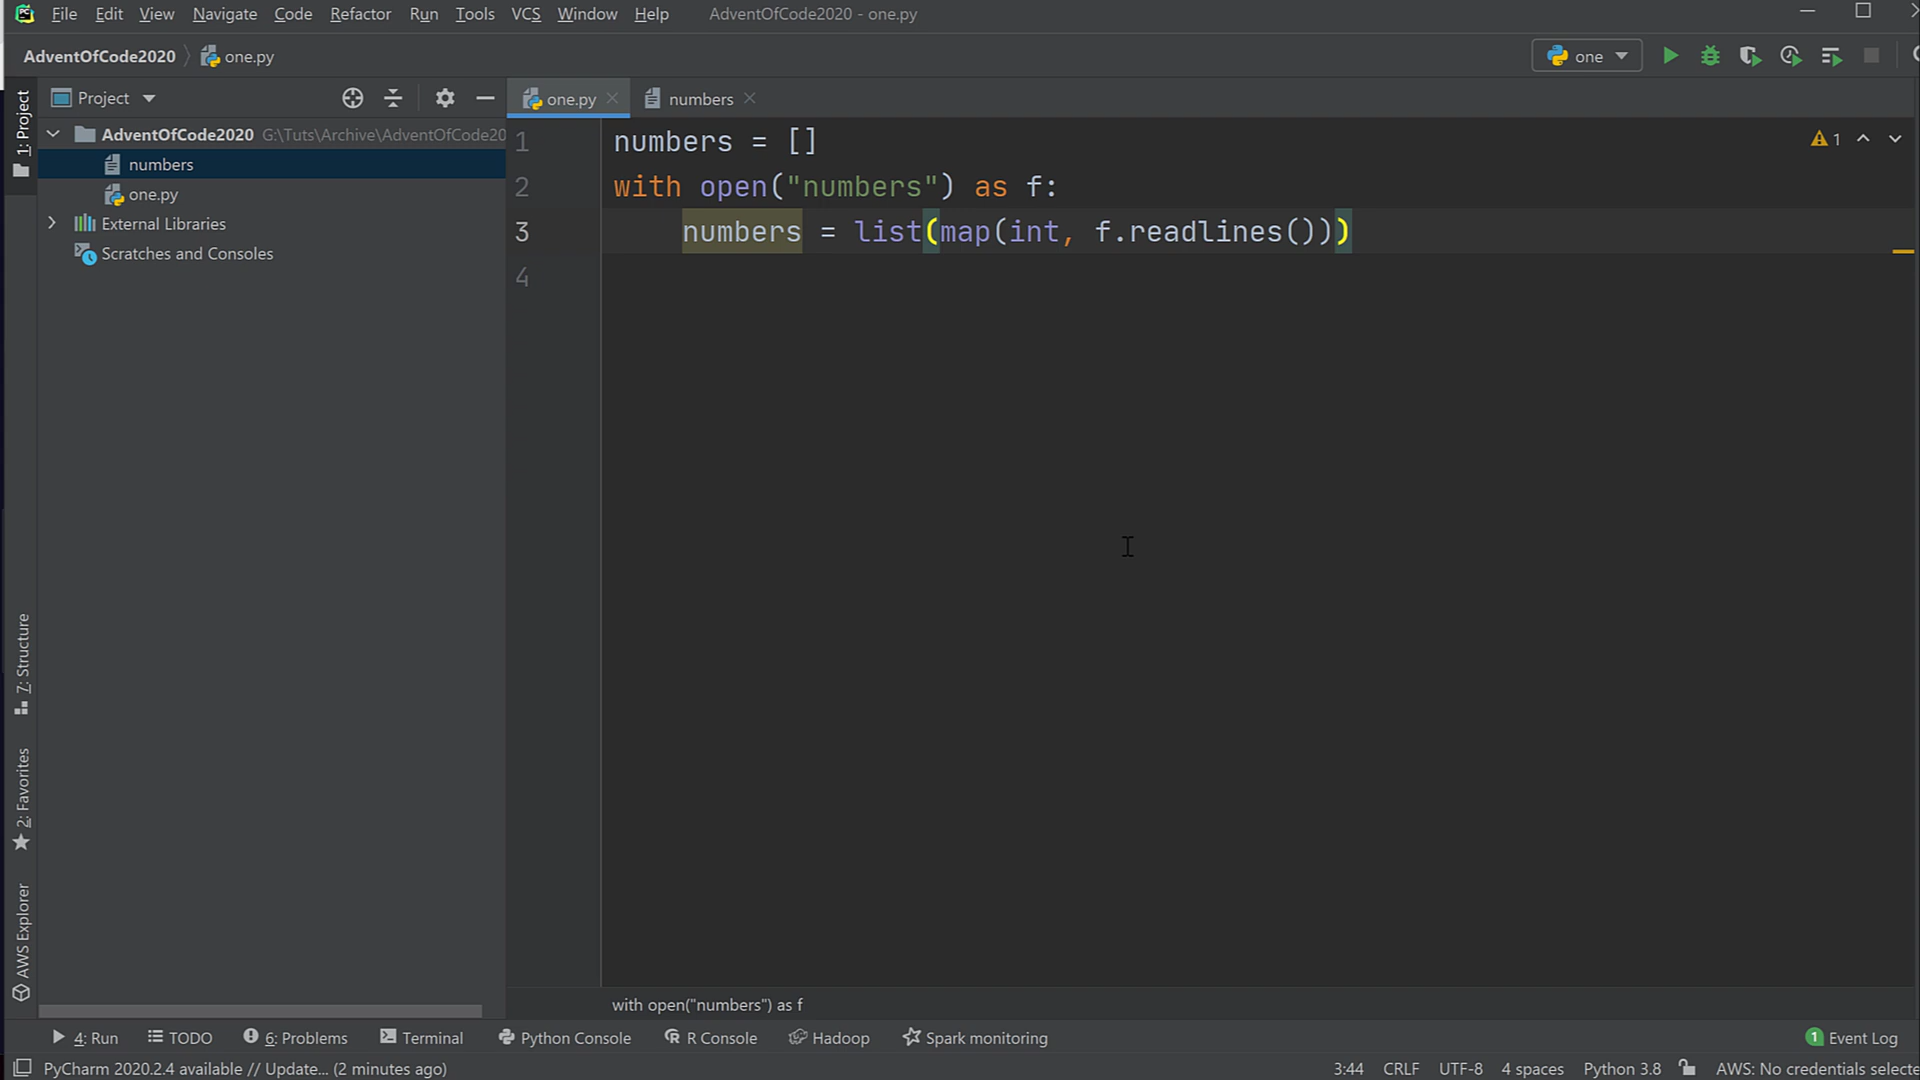 File Edit View Navigate Code Refactor Run Tools VCS Window Help AdventOfCode2020 - one.py
AdventOfCode2020 one.py one
1: Project
Project
one.py
numbers
AdventOfCode2020 G:\Tuts\Archive\AdventOfCode20
numbers
one.py
External Libraries
Scratches and Consoles
1 numbers = []
2 with open("numbers") as f:
3 numbers = list(map(int, f.readlines()))
4
1
7: Structure
2: Favorites
AWS Explorer
with open("numbers") as f
4: Run TODO 6: Problems Terminal Python Console R Console Hadoop Spark monitoring 1 Event Log
PyCharm 2020.2.4 available // Update... (2 minutes ago) 3:44 CRLF UTF-8 4 spaces Python 3.8 AWS: No credentials selecte